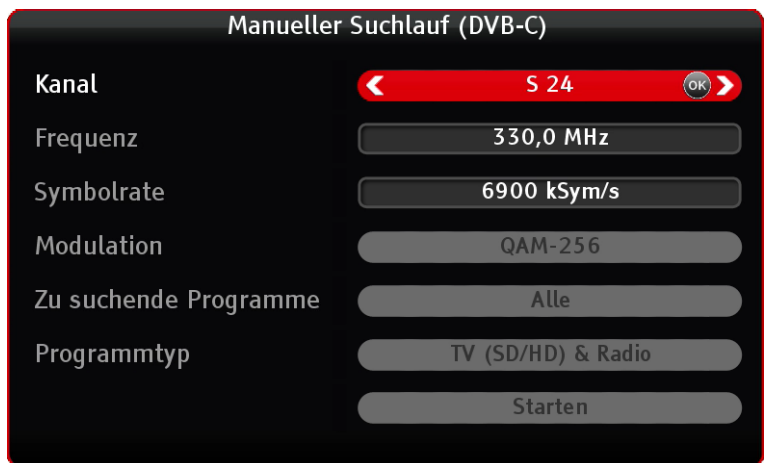 Manueller Suchlauf (DVB-C)
Kanal S 24 OK
Frequenz 330,0 MHz
Symbolrate 6900 kSym/s
Modulation QAM-256
Zu suchende Programme Alle
Programmtyp TV (SD/HD) & Radio
Starten